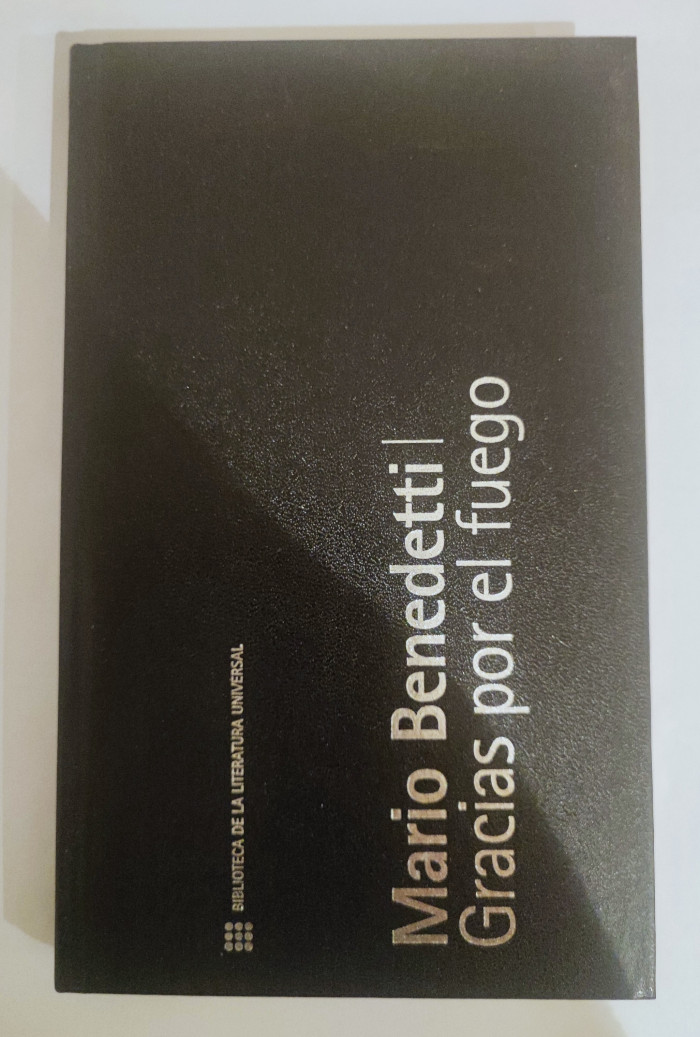 BIBLIOTECA DE LA LITERATURA UNIVERSAL
Mario Benedetti |
Gracias por el fuego